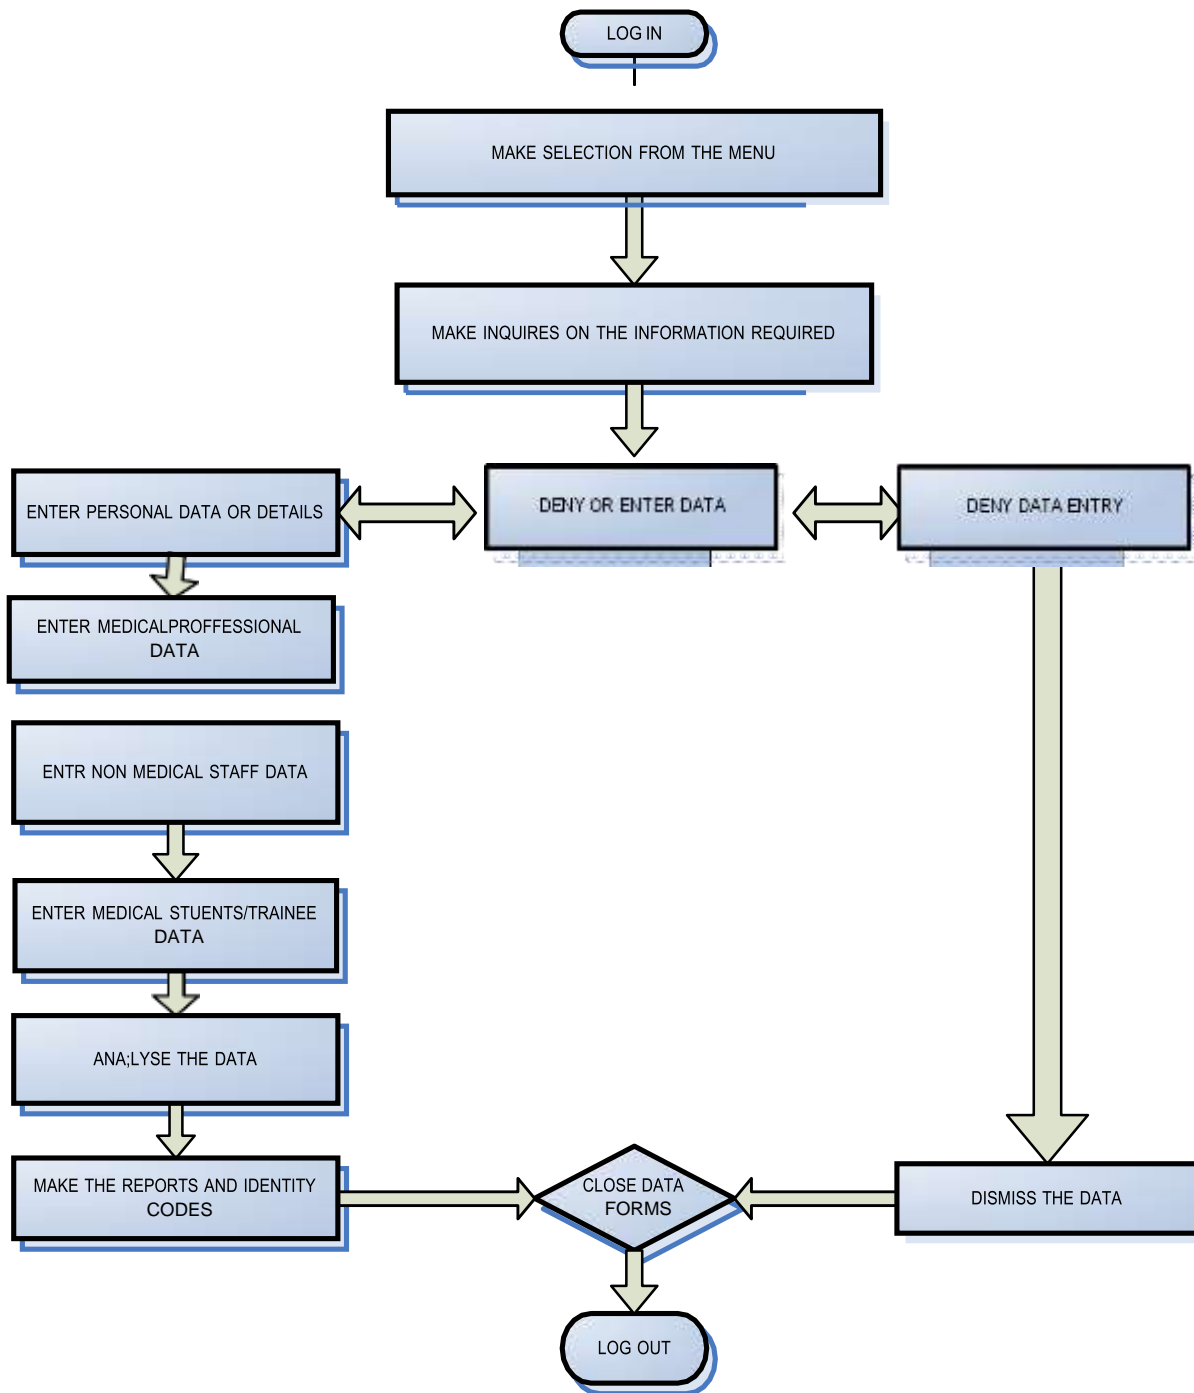 LOG IN
MAKE SELECTION FROM THE MENU
MAKE INQUIRES ON THE INFORMATION REQUIRED
ENTER PERSONAL DATA OR DETAILS
DENY OR ENTER DATA
DENY DATA ENTRY
ENTER MEDICALPROFFESSIONAL
DATA
ENTR NON MEDICAL STAFF DATA
ENTER MEDICAL STUENTS/TRAINEE
DATA
ANA;LYSE THE DATA
MAKE THE REPORTS AND IDENTITY
CODES
CLOSE DATA
FORMS
DISMISS THE DATA
LOG OUT